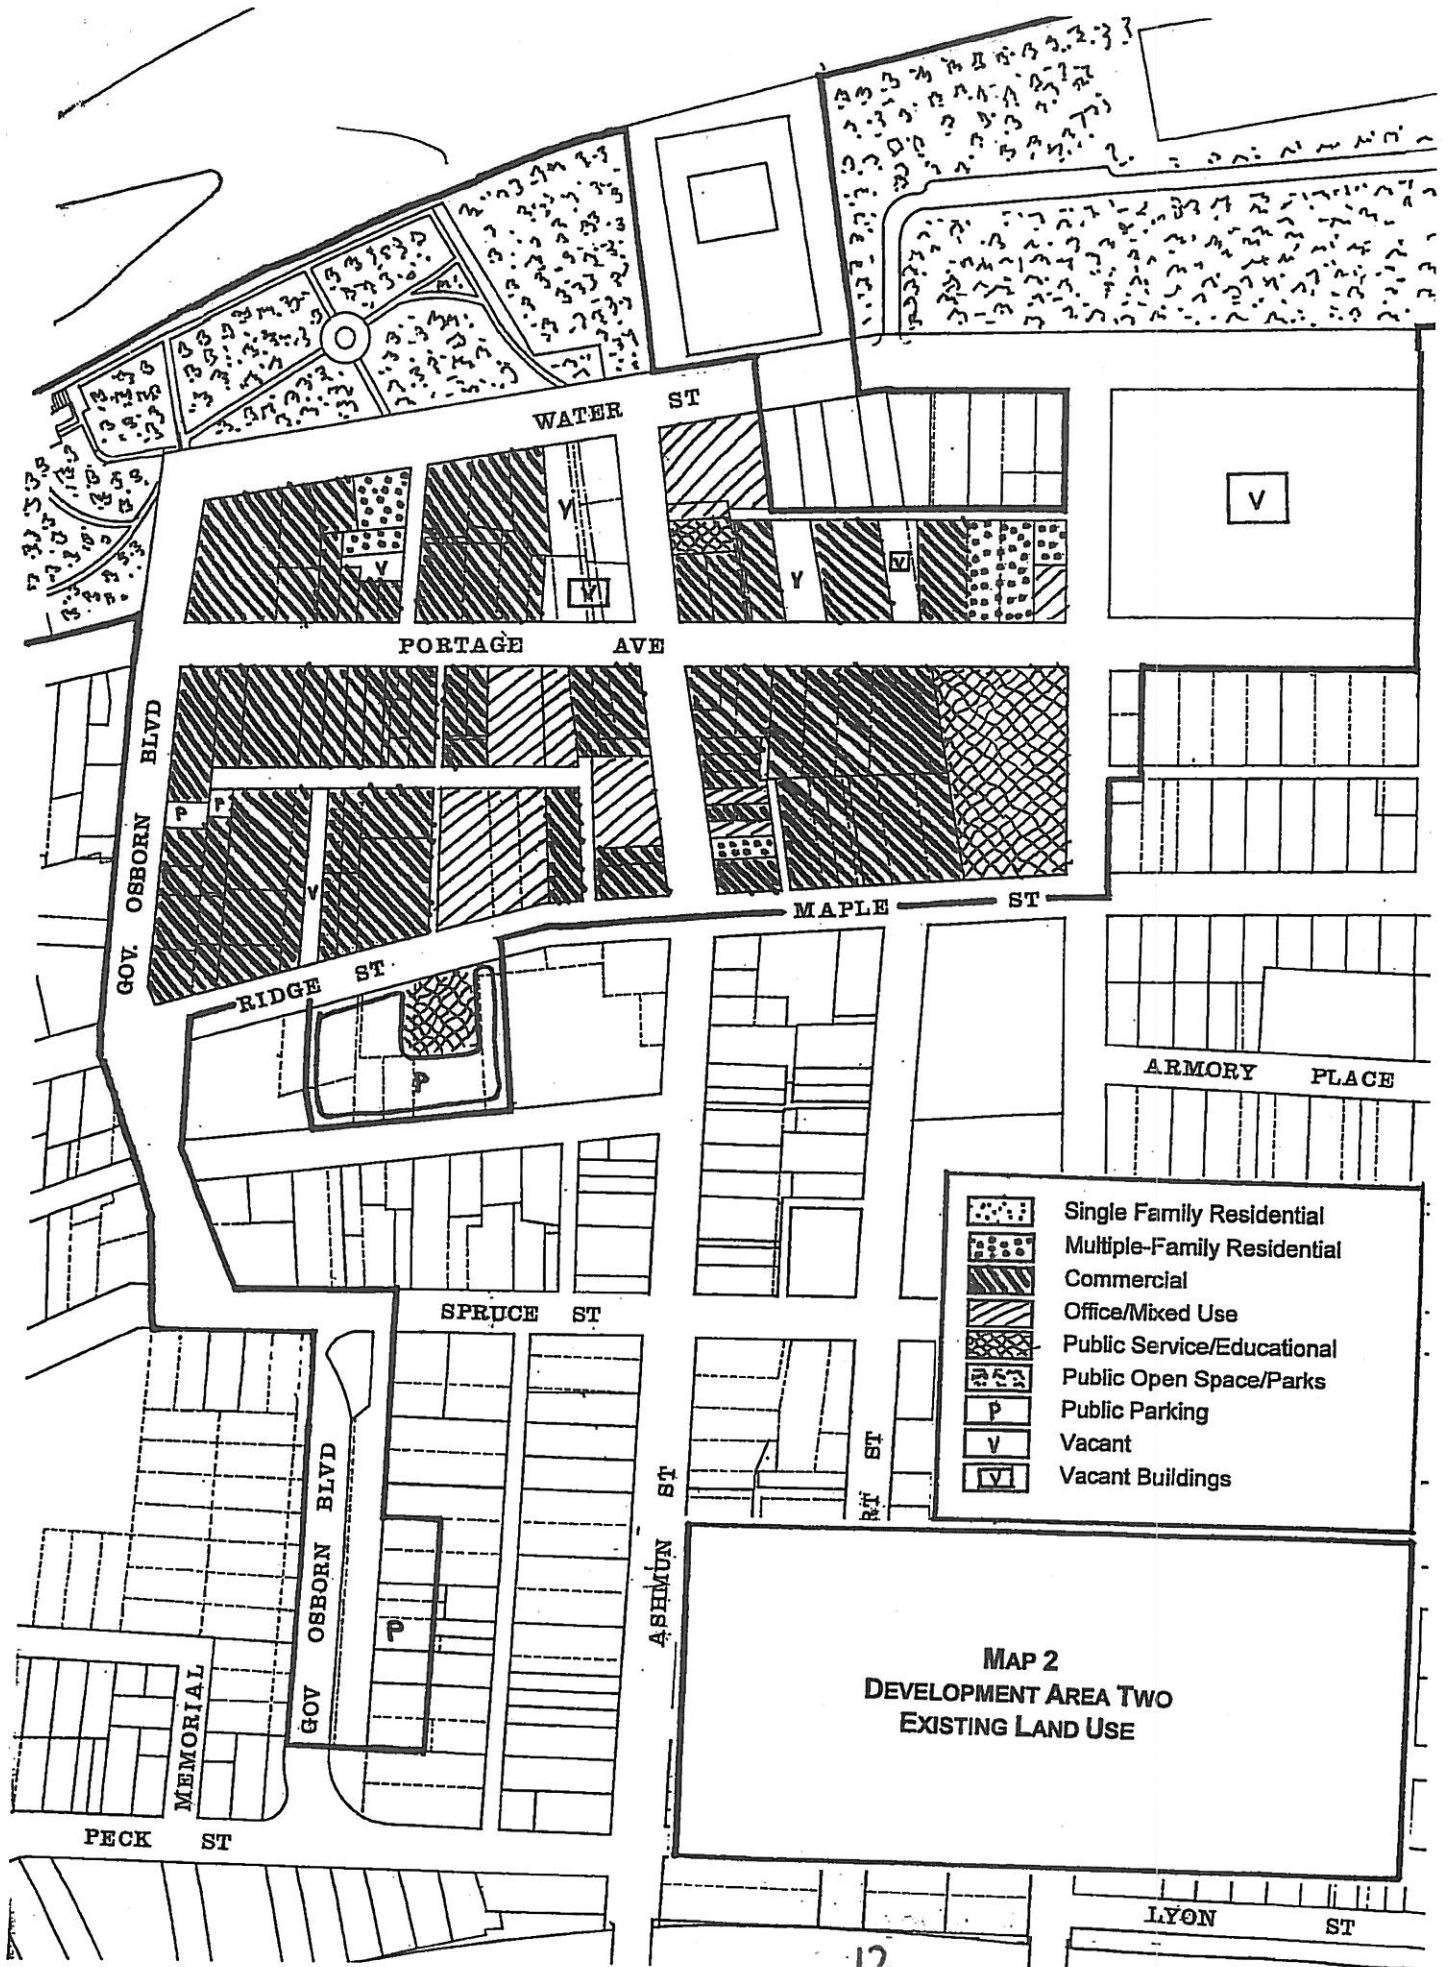 WATER ST
V
V
V
V
V
V
PORTAGE AVE
GOV. OSBORN BLVD
P
P
V
MAPLE ST
RIDGE ST.
P
ARMORY PLACE
Single Family Residential
Multiple-Family Residential
Commercial
Office/Mixed Use
Public Service/Educational
Public Open Space/Parks
P Public Parking
V Vacant
V Vacant Buildings
SPRUCE ST
GOV OSBORN BLVD
P
ASHMUN ST
RT ST
MAP 2
DEVELOPMENT AREA TWO
EXISTING LAND USE
MEMORIAL
PECK ST
LYON ST
12